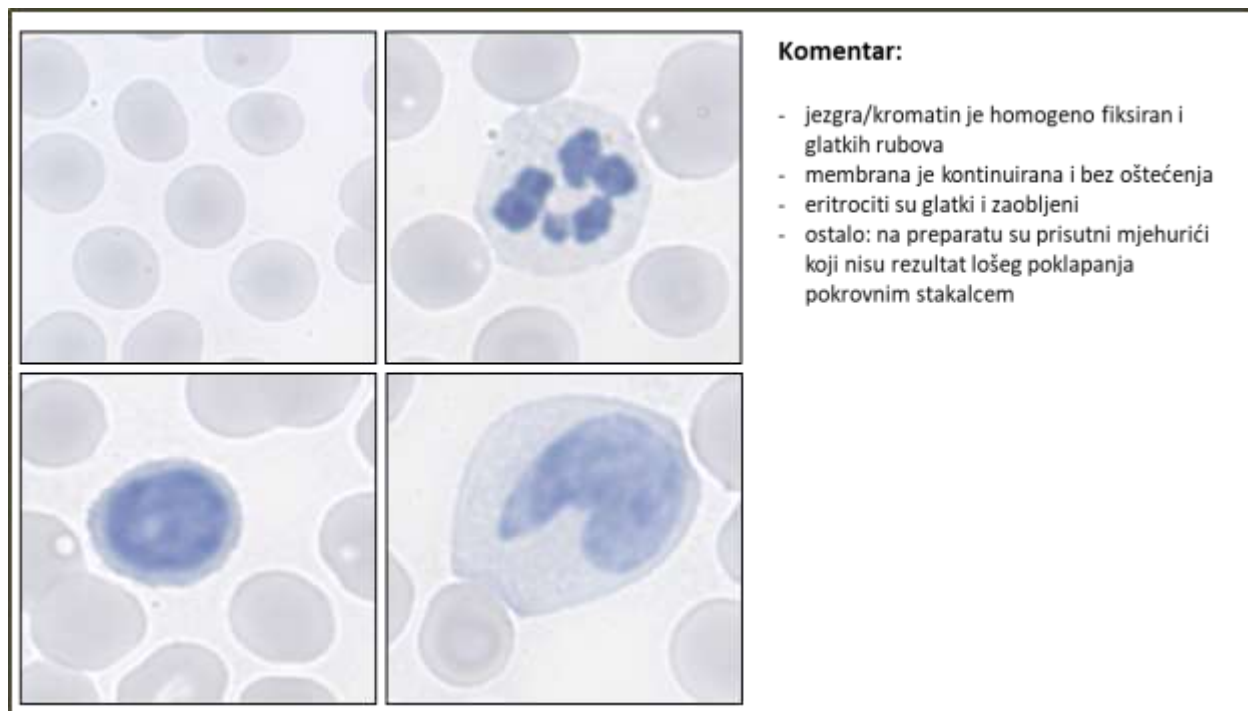 Komentar:
- jezgra/kromatin je homogeno fiksiran i
glatkih rubova
- membrana je kontinuirana i bez oštećenja
- eritrociti su glatki i zaobljeni
- ostalo: na preparatu su prisutni mjehurići
koji nisu rezultat lošeg poklapanja
pokrovnim stakalcem